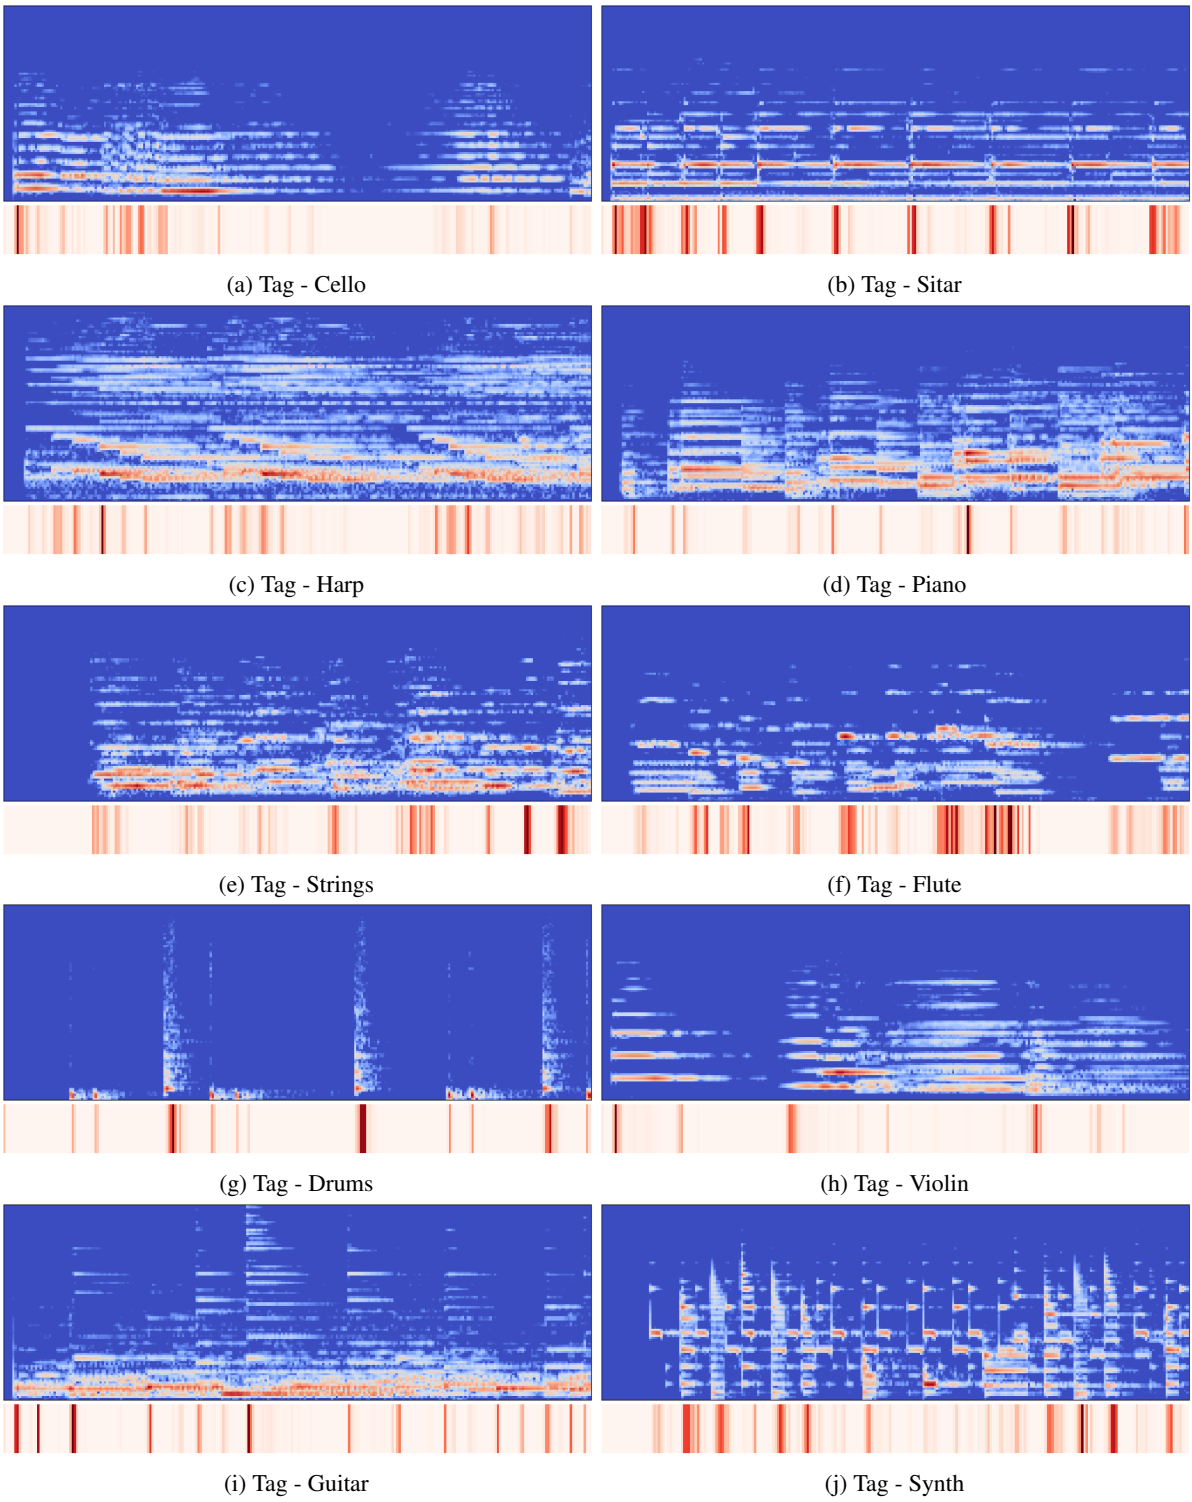 (a) Tag - Cello
(b) Tag - Sitar
(c) Tag - Harp
(d) Tag - Piano
(e) Tag - Strings
(f) Tag - Flute
(g) Tag - Drums
(h) Tag - Violin
(i) Tag - Guitar
(j) Tag - Synth